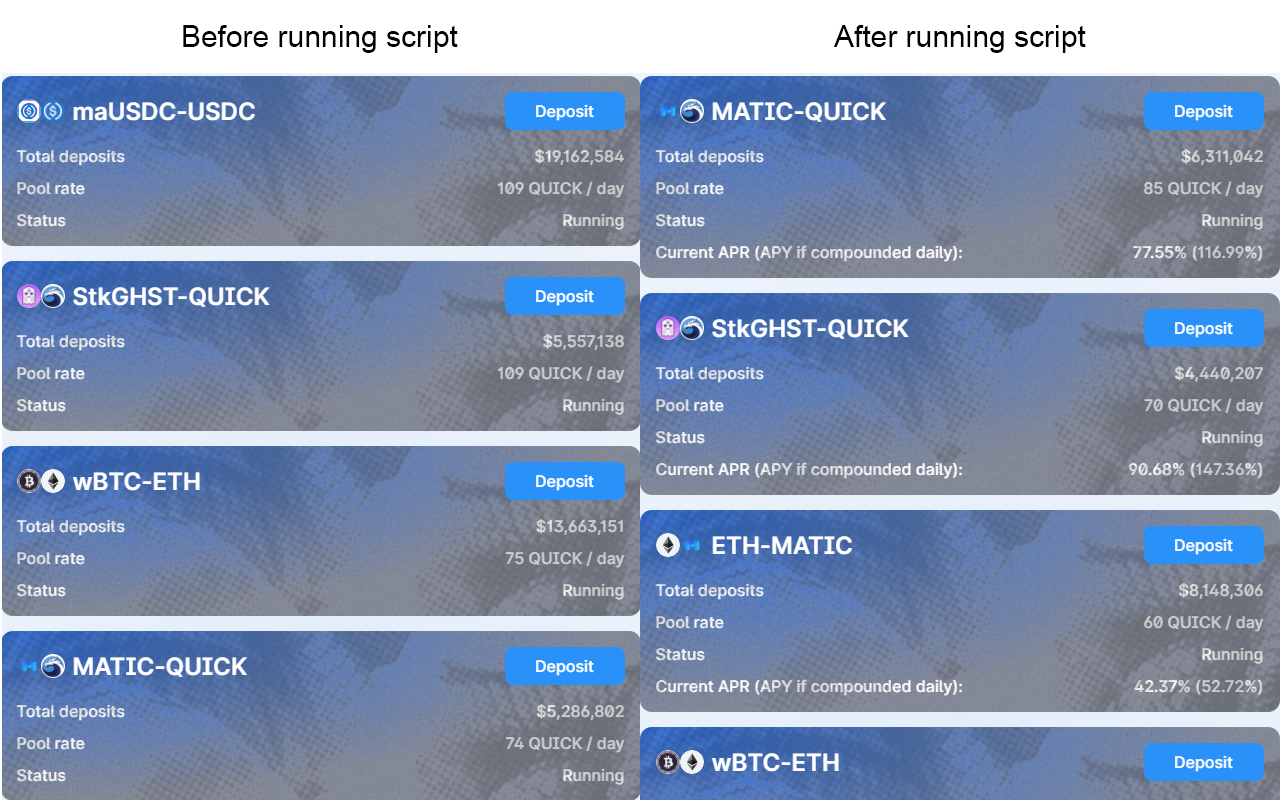 Before running script
maUSDC-USDC
Deposit
Total deposits
$19,162,584
Pool rate
109 QUICK / day
Status
Running
StkGHST-QUICK
Deposit
Total deposits
$5,557,138
Pool rate
109 QUICK / day
Status
Running
wBTC-ETH
Deposit
Total deposits
$13,663,151
Pool rate
75 QUICK / day
Status
Running
MATIC-QUICK
Deposit
Total deposits
$5,286,802
Pool rate
74 QUICK / day
Status
Running
After running script
MATIC-QUICK
Deposit
Total deposits
$6,311,042
Pool rate
85 QUICK / day
Status
Running
Current APR (APY if compounded daily):
77.55% (116.99%)
StkGHST-QUICK
Deposit
Total deposits
$4,440,207
Pool rate
70 QUICK / day
Status
Running
Current APR (APY if compounded daily):
90.68% (147.36%)
ETH-MATIC
Deposit
Total deposits
$8,148,306
Pool rate
60 QUICK / day
Status
Running
Current APR (APY if compounded daily):
42.37% (52.72%)
wBTC-ETH
Deposit